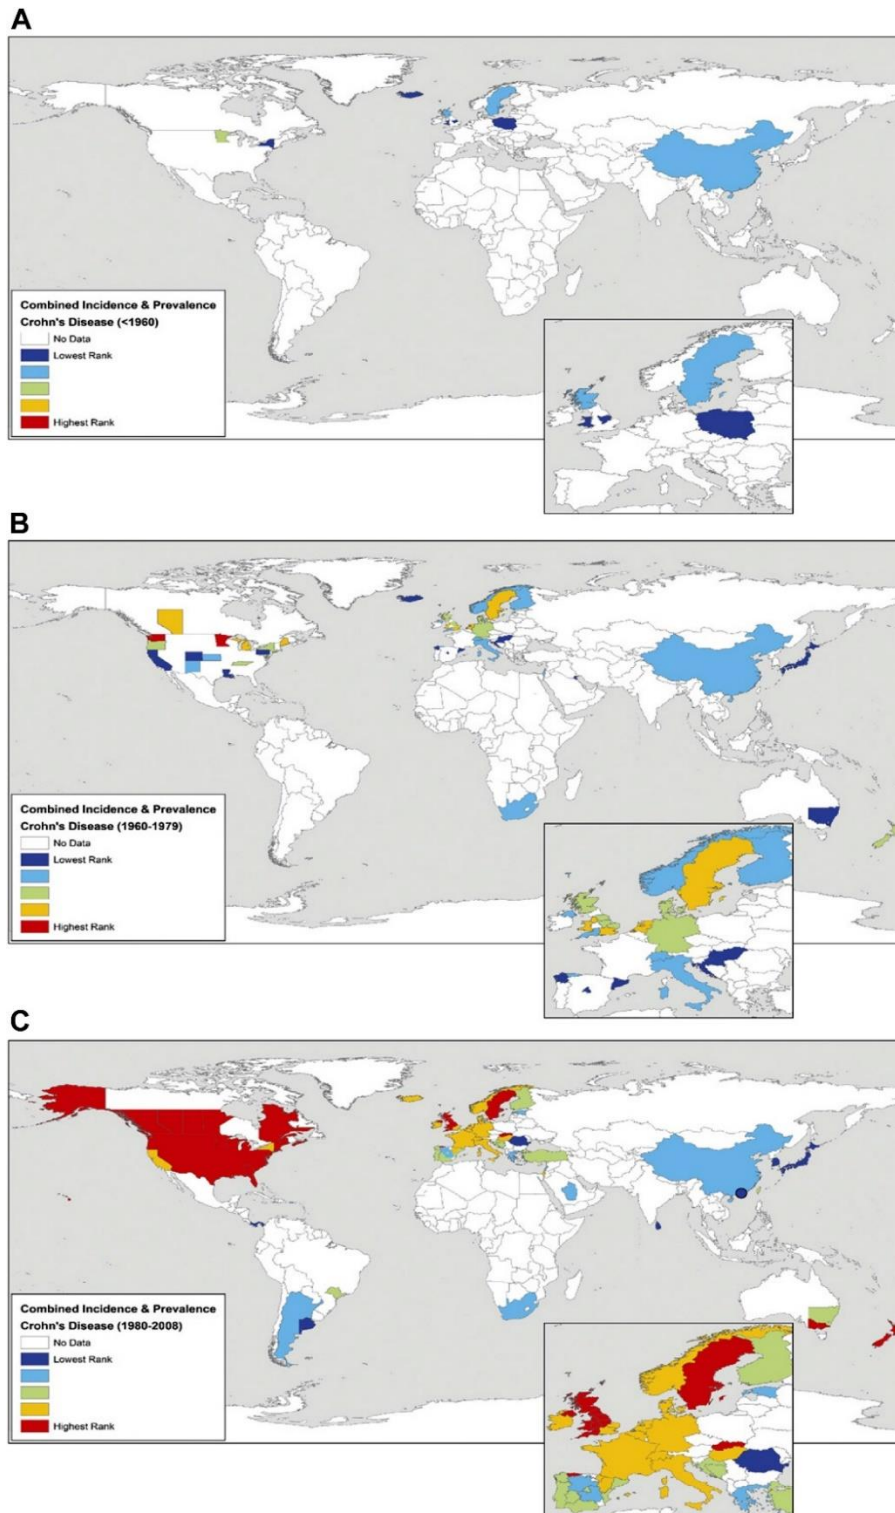 A
Combined Incidence & Prevalence
Crohn's Disease (<1960)
No Data
Lowest Rank
Highest Rank
B
Combined Incidence & Prevalence
Crohn's Disease (1960-1979)
No Data
Lowest Rank
Highest Rank
C
Combined Incidence & Prevalence
Crohn's Disease (1980-2008)
No Data
Lowest Rank
Highest Rank